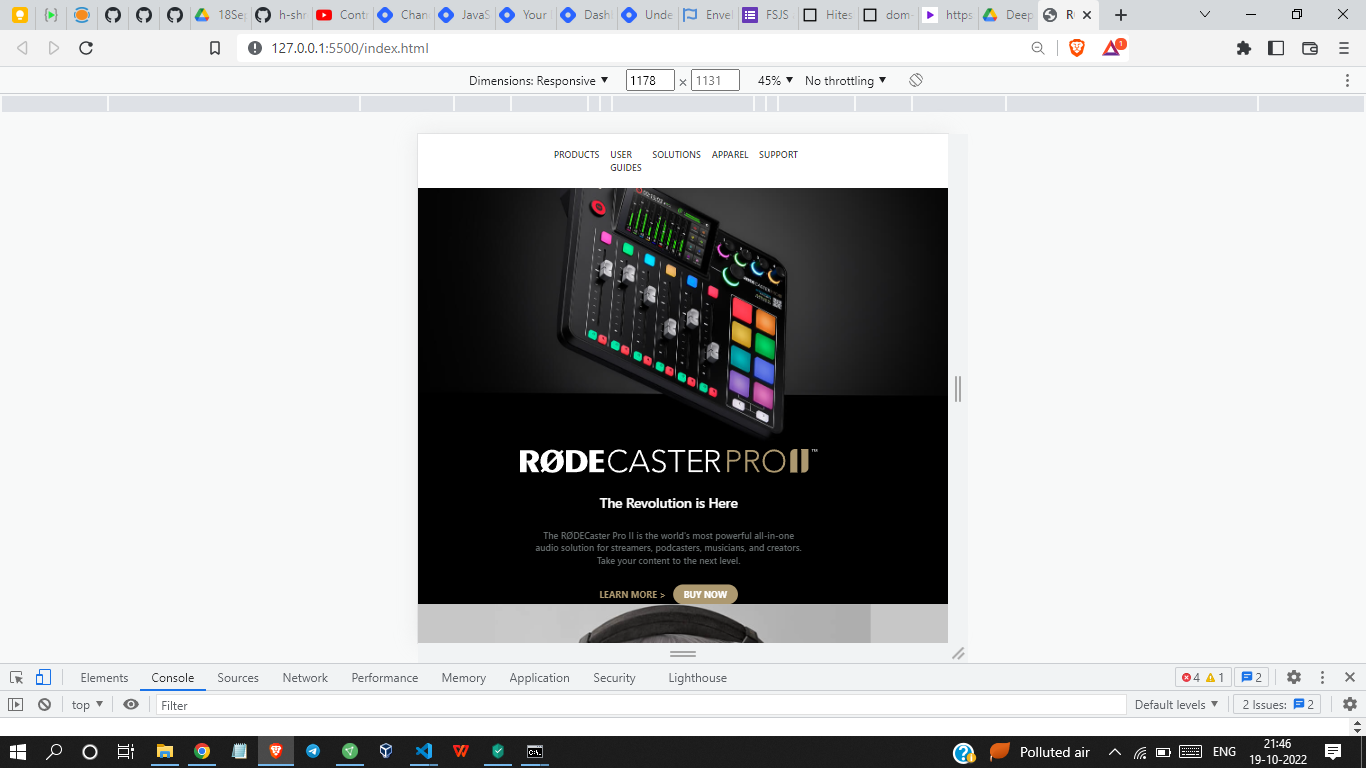 18Sep
h-shr
Cont
Chan
JavaS
Your
Dash
Unde
Envel
FSJS
Hites
dom-
https
Deep
127.0.0.1:5500/index.html
1
Dimensions: Responsive
1178 × 1131
45%
No throttling
PRODUCTS
USER
GUIDES
SOLUTIONS
APPAREL
SUPPORT
RØDECASTERPROII™
The Revolution is Here
The RØDECaster Pro II is the world's most powerful all-in-one
audio solution for streamers, podcasters, musicians, and creators.
Take your content to the next level.
LEARN MORE >
BUY NOW
Elements
Console
Sources
Network
Performance
Memory
Application
Security
Lighthouse
4
1
2
top
Filter
Default levels
2 Issues: 2
Polluted air
ENG
21:46
19-10-2022